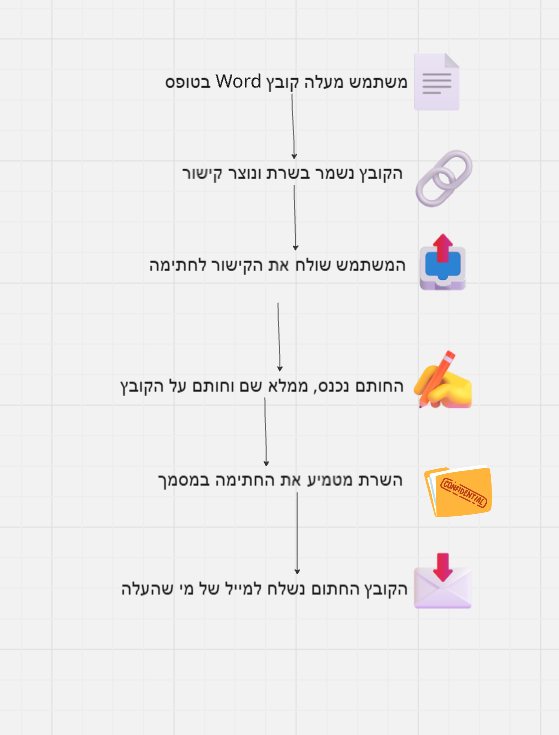 משתמש מעלה קובץ Word בטופס
הקובץ נשמר בשרת ונוצר קישור
המשתמש שולח את הקישור לחתימה
החותם נכנס, ממלא שם וחותם על הקובץ
השרת מטמיע את החתימה במסמך
CONFIDENTIAL
הקובץ החתום נשלח למייל של מי שהעלה